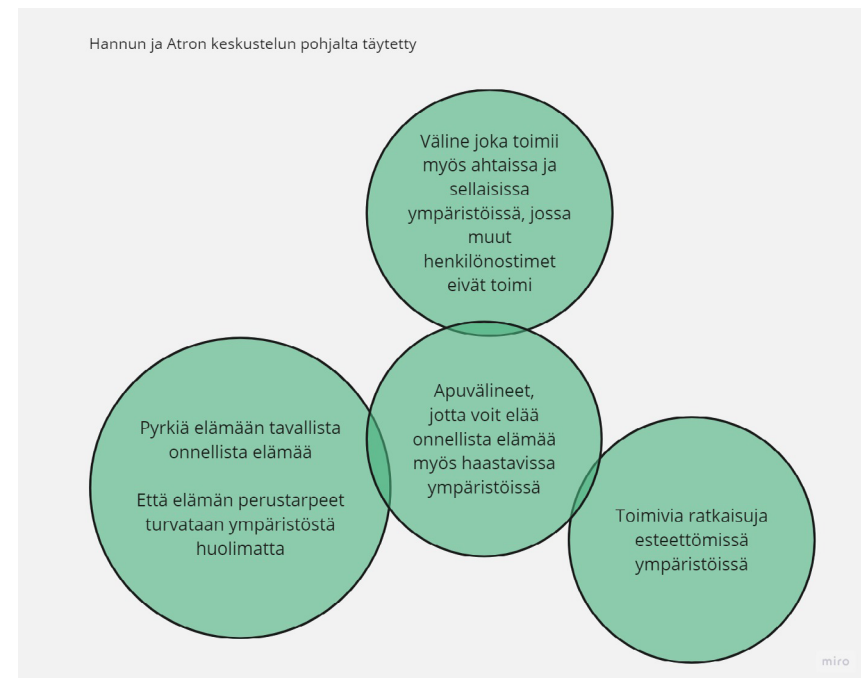 Hannun ja Atron keskustelun pohjalta täytetty
Väline joka toimii
myös ahtaissa ja
sellaisissa
ympäristöissä, jossa
muut
henkilönostimet
eivät toimi
Apuvälineet,
jotta voit elää
onnellista elämää
myös haastavissa
ympäristöissä
Pyrkiä elämään tavallista
onnellista elämää
Että elämän perustarpeet
turvataan ympäristöstä
huolimatta
Toimivia ratkaisuja
esteettömissä
ympäristöissä
miro